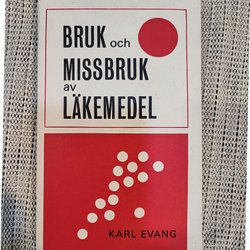 BRUK och
MISSBRUK
av
LÄKEMEDEL
KARL EVANG